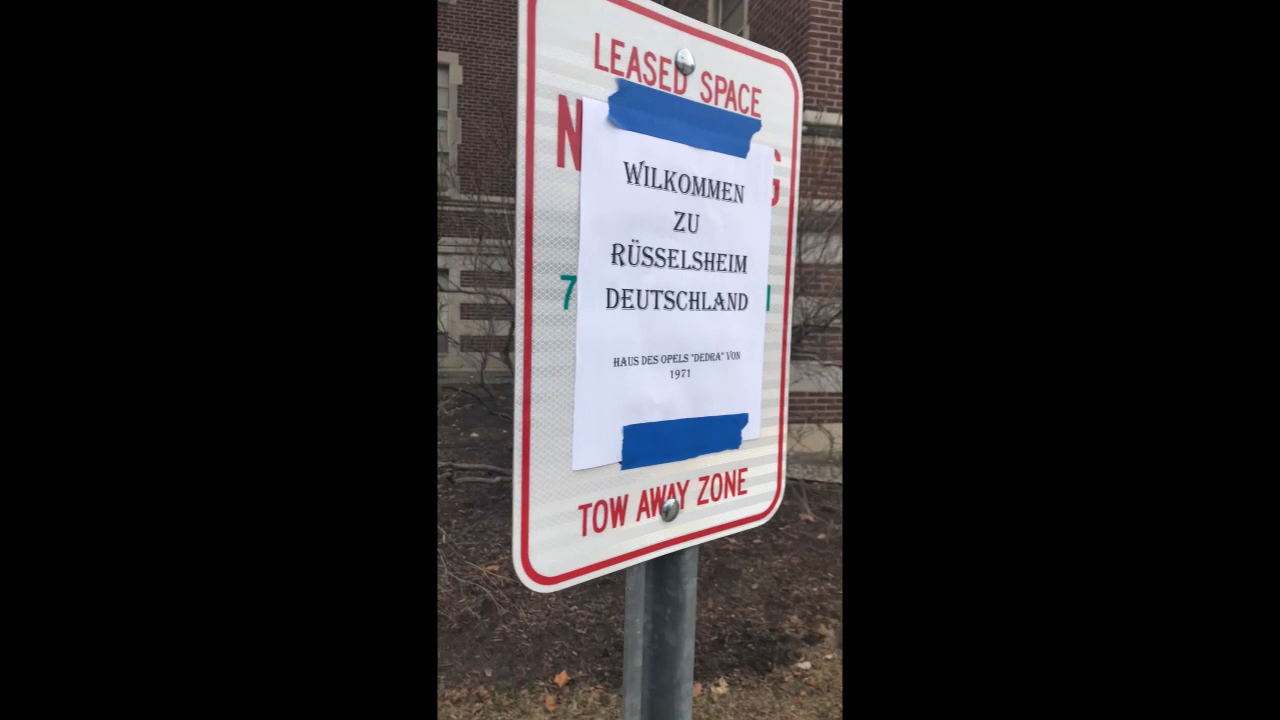 LEASED SPACE
WILKOMMEN
ZU
RÜSSELSHEIM
DEUTSCHLAND
HAUS DES OPELS "DEDRA" VON
1971
TOW AWAY ZONE